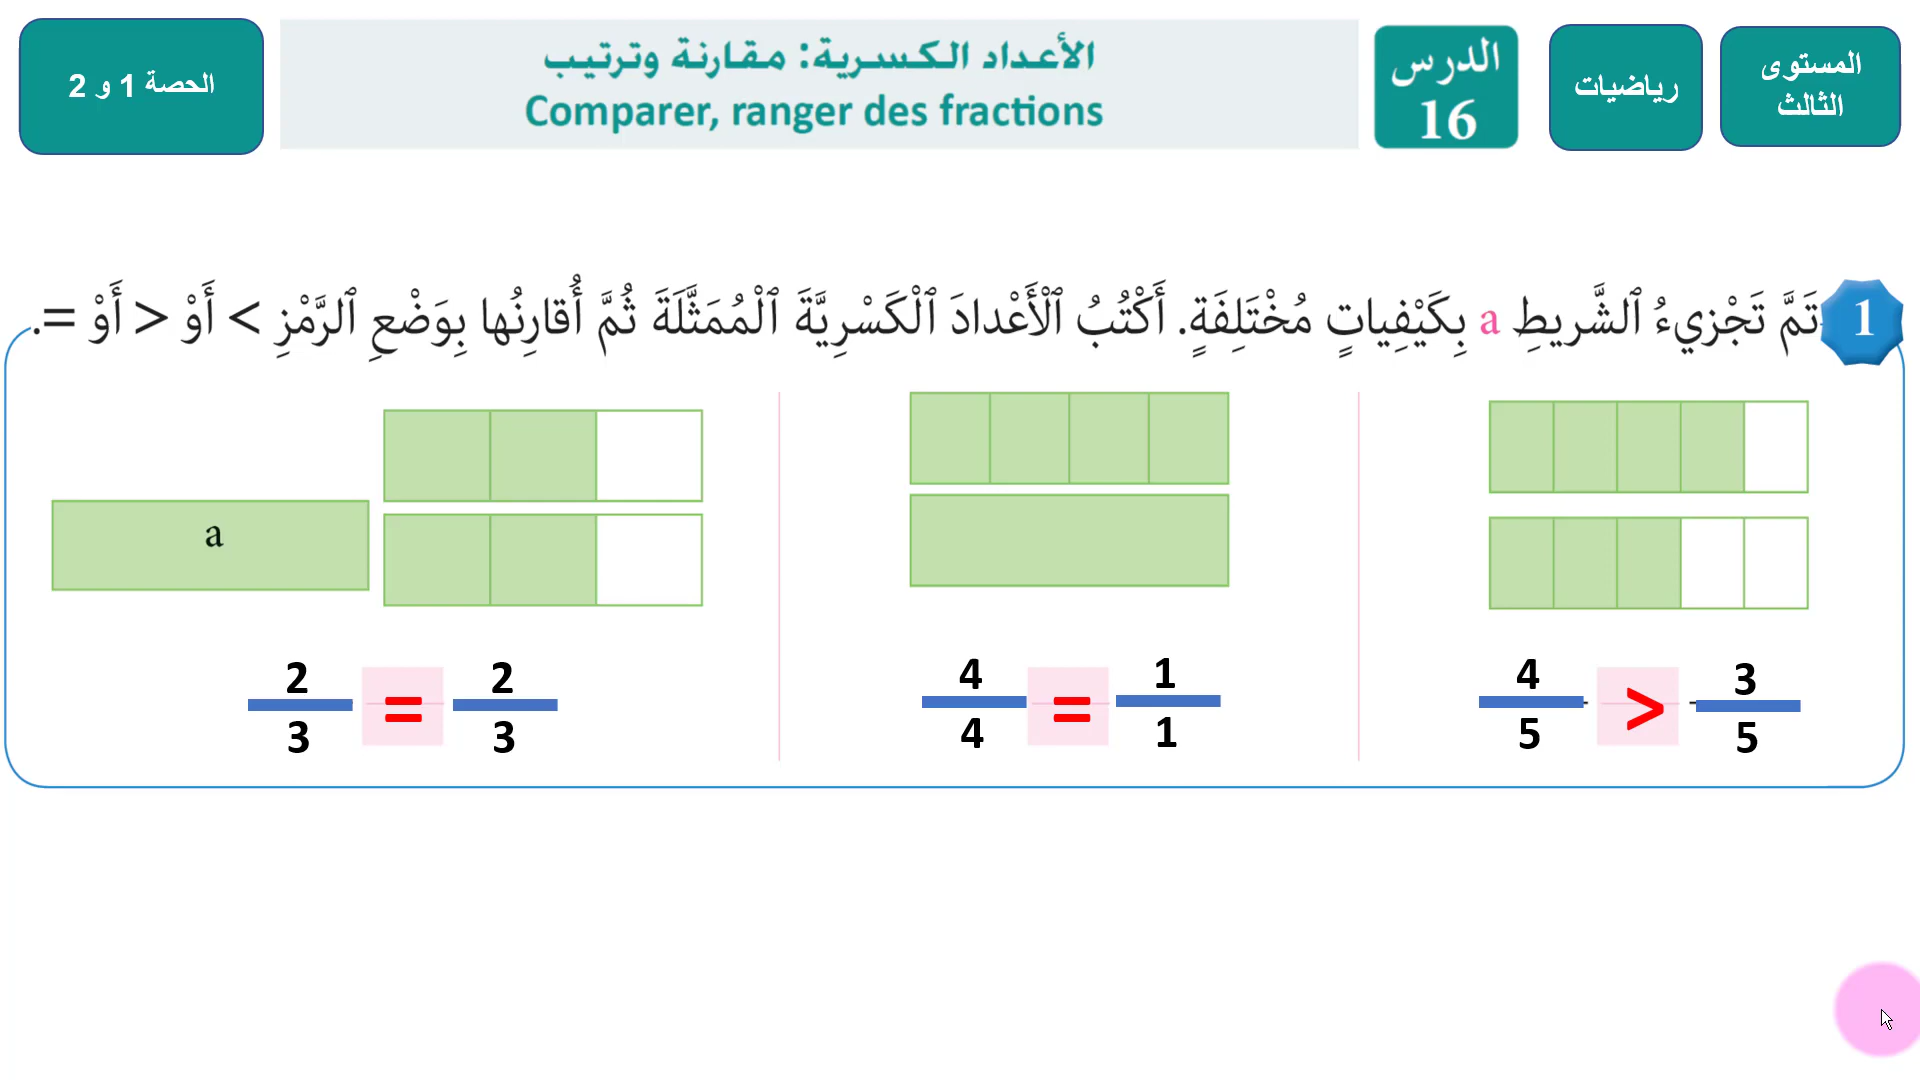 المستوى
الثالث
رياضيات
الدرس
16
الأعداد الكسرية: مقارنة وترتيب
Comparer, ranger des fractions
الحصة 1 و 2
1
تَمَّ تَجْزِيءُ ٱلشَّريطِ a بِكَيْفِياتٍ مُخْتَلِفَةٍ. أَكْتُبُ ٱلْأَعْدادَ ٱلْكَسْرِيَّةَ ٱلْمُمَثَّلَةَ ثُمَّ أُقارِنُها بِوَضْعِ ٱلرَّمْزِ > أَوْ < أَوْ =.
a
2 2
= 
3 3
4 1
=
4 1
4 3
>
5 5